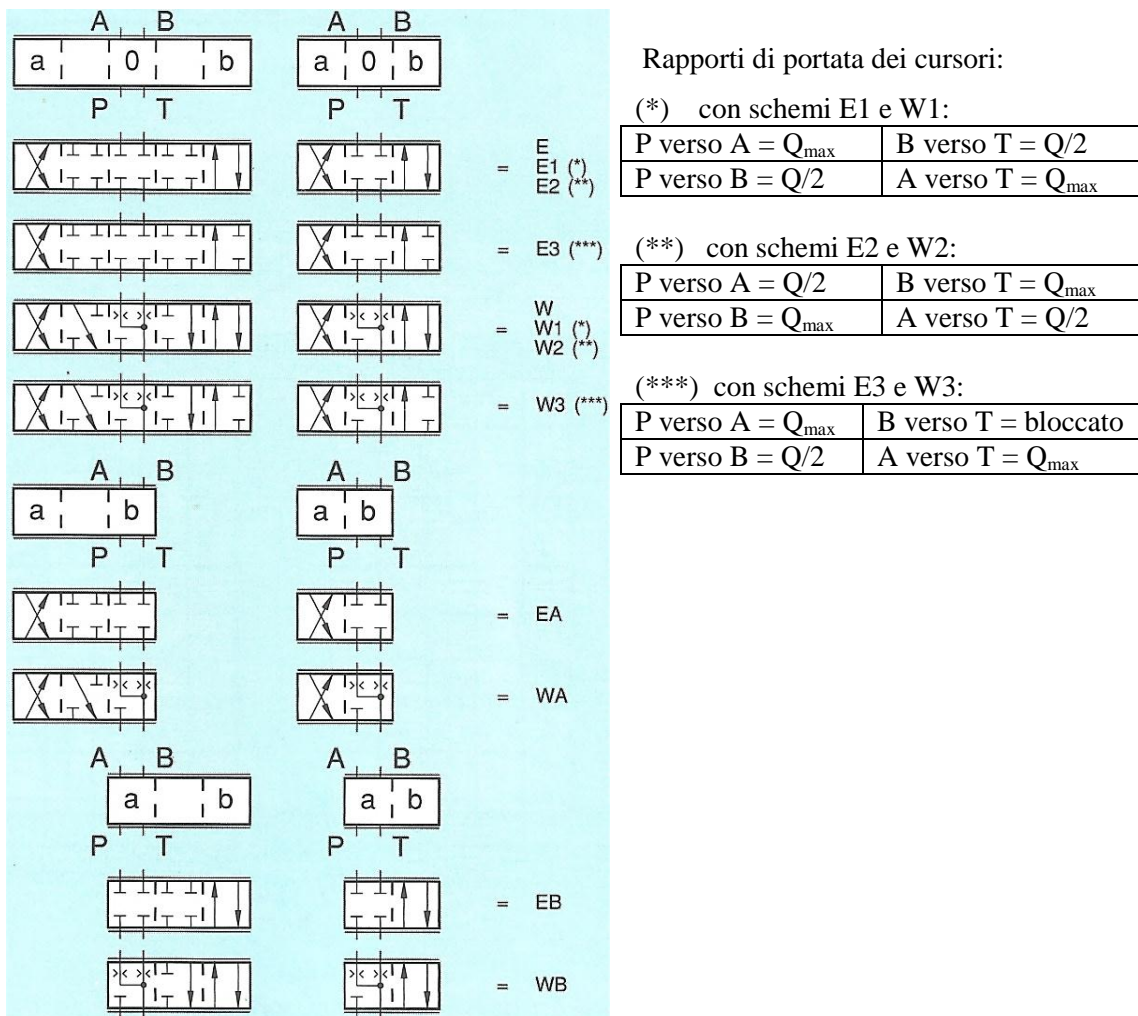 A B A B
a 0 b a 0 b
P T P T
= E
E1 (*)
E2 (**)
= E3 (***)
= W
W1 (*)
W2 (**)
= W3 (***)
A B A B
a b a b
P T P T
= EA
= WA
A B A B
a b a b
P T P T
= EB
= WB
Rapporti di portata dei cursori:
(*) con schemi E1 e W1:
P verso A = Qmax B verso T = Q/2
P verso B = Q/2 A verso T = Qmax
(**) con schemi E2 e W2:
P verso A = Q/2 B verso T = Qmax
P verso B = Qmax A verso T = Q/2
(***) con schemi E3 e W3:
P verso A = Qmax B verso T = bloccato
P verso B = Q/2 A verso T = Qmax